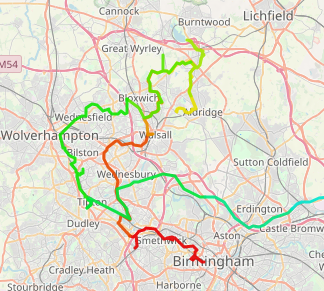 Cannock
Burntwood
Lichfield
Great Wyrley
M54
Bloxwich
Wednesfield
Aldridge
Wolverhampton
Walsall
Bilston
Sutton Coldfield
Wednesbury
Tipton
Erdington
Dudley
Aston
Castle Bromw
Smethwick
Cradley Heath
Birmingham
Stourbridge
Harborne